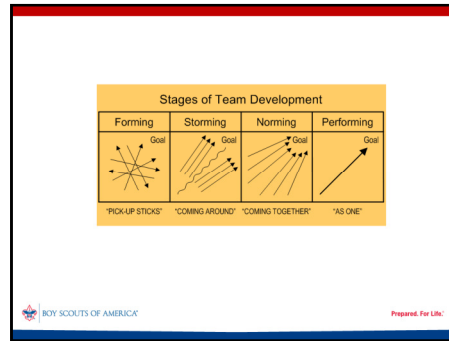 Stages of Team Development
Forming Storming Norming Performing
Goal Goal Goal Goal
"PICK-UP STICKS" "COMING AROUND" "COMING TOGETHER" "AS ONE"
BOY SCOUTS OF AMERICA® Prepared. For Life.®